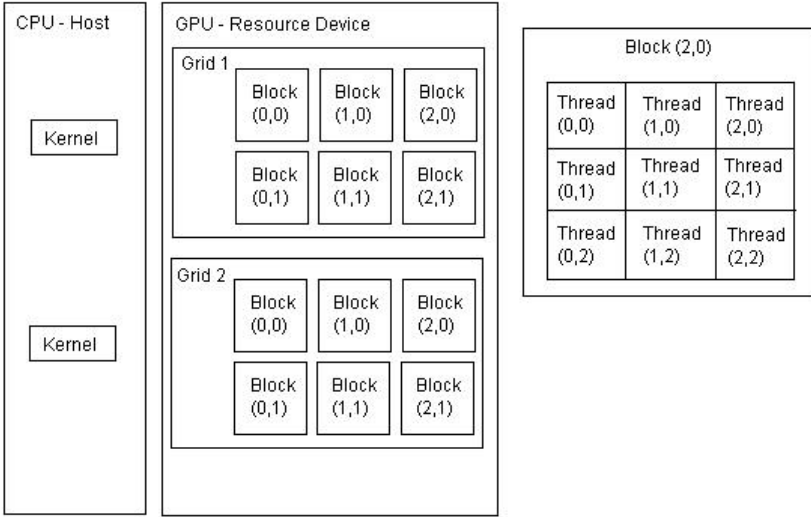 CPU - Host
Kernel
Kernel
GPU - Resource Device
Grid 1
Block Block Block
(0,0) (1,0) (2,0)
Block Block Block
(0,1) (1,1) (2,1)
Grid 2
Block Block Block
(0,0) (1,0) (2,0)
Block Block Block
(0,1) (1,1) (2,1)
Block (2,0)
Thread Thread Thread
(0,0) (1,0) (2,0)
Thread Thread Thread
(0,1) (1,1) (2,1)
Thread Thread Thread
(0,2) (1,2) (2,2)